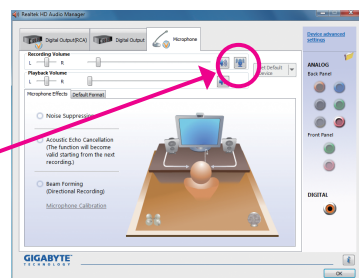 Realtek HD Audio Manager
Digital Output(RCA)
Digital Output
Microphone
Device advanced
settings
Recording Volume
L
R
Set Default
Device
Playback Volume
L
R
ANALOG
Back Panel
Microphone Effects
Default Format
Noise Suppression
Acoustic Echo Cancellation
(The function will become
valid starting from the next
recording.)
Front Panel
Beam Forming
(Directional Recording)
Microphone Calibration
DIGITAL
GIGABYTE
TECHNOLOGY
i
OK